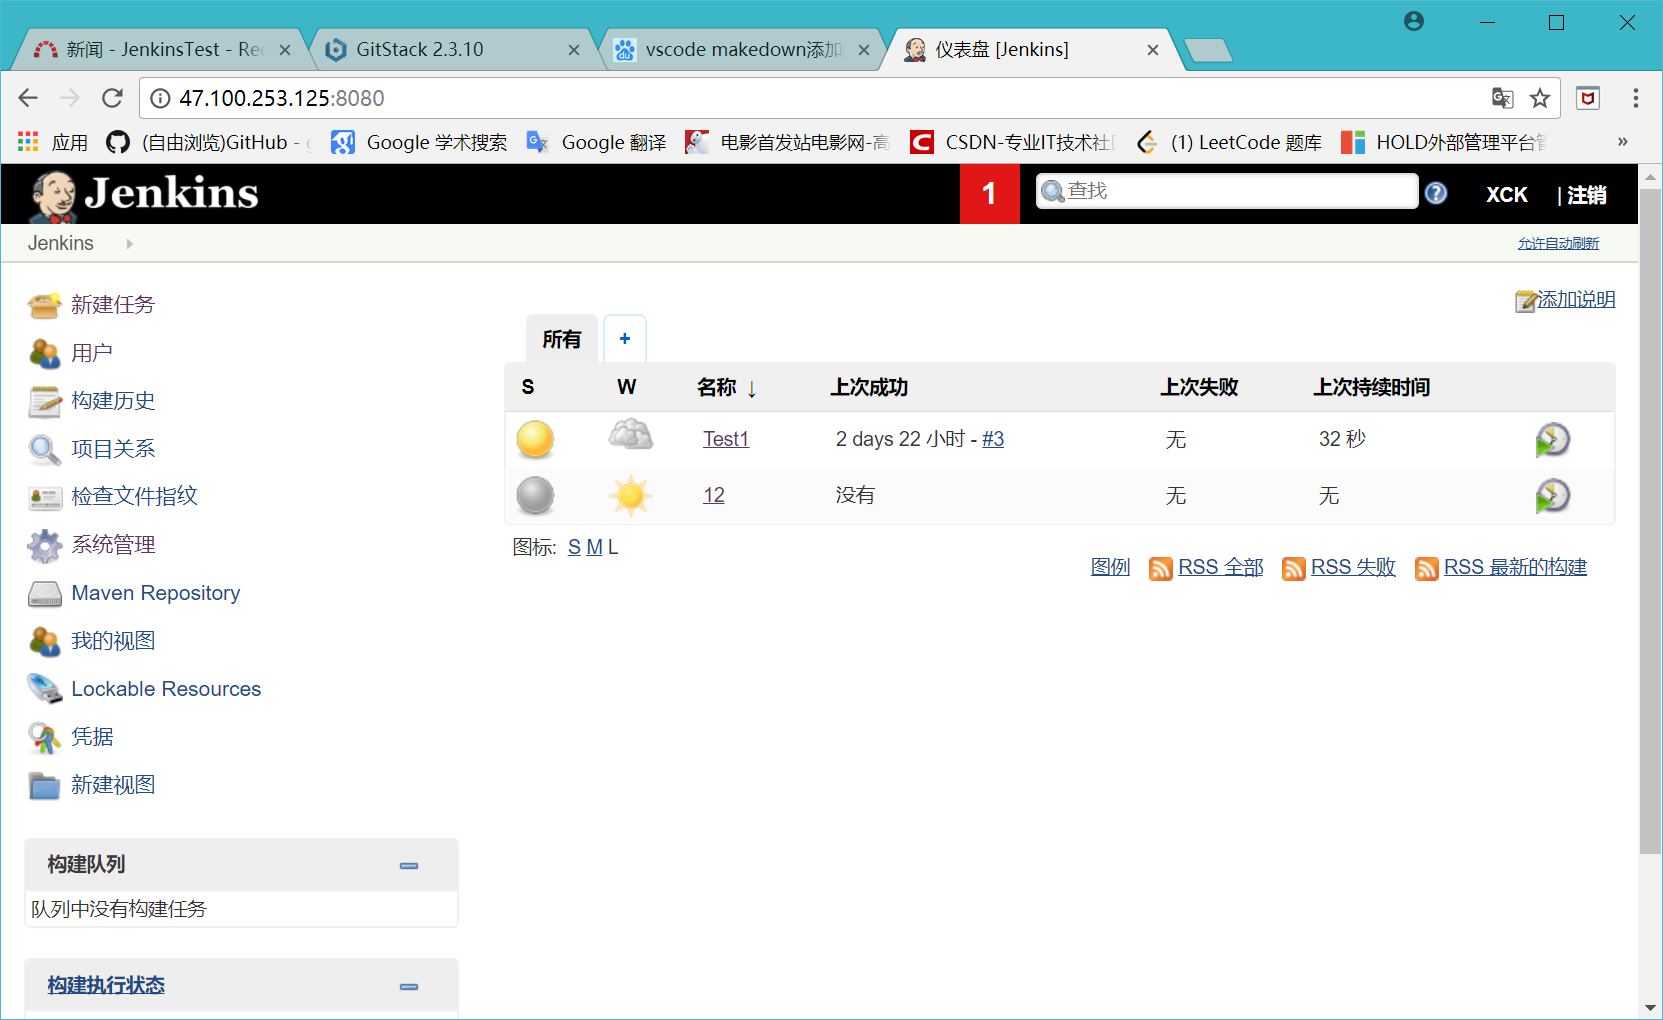 新闻 - JenkinsTest - Re
GitStack 2.3.10
vscode makedown添加
仪表盘 [Jenkins]
47.100.253.125:8080
应用
(自由浏览)GitHub -
Google 学术搜索
Google 翻译
电影首发站电影网-高
CSDN-专业IT技术社
(1) LeetCode 题库
HOLD外部管理平台管
»
Jenkins
1
查找
XCK
| 注销
Jenkins
允许自动刷新
新建任务
用户
构建历史
项目关系
检查文件指纹
系统管理
Maven Repository
我的视图
Lockable Resources
凭据
新建视图
构建队列
队列中没有构建任务
构建执行状态
添加说明
所有
+
S W 名称 ↓ 上次成功 上次失败 上次持续时间
Test1 2 days 22 小时 - #3 无 32 秒
12 没有 无 无
图标: S M L
图例 RSS 全部 RSS 失败 RSS 最新的构建